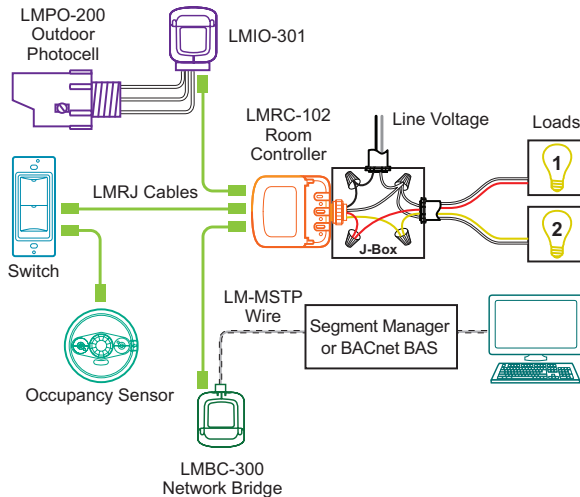 LMPO-200
Outdoor
Photocell
LMIO-301
LMRC-102
Room
Controller
Line Voltage
Loads
1
2
LMRJ Cables
J-Box
Switch
LM-MSTP
Wire
Segment Manager
or BACnet BAS
Occupancy Sensor
LMBC-300
Network Bridge